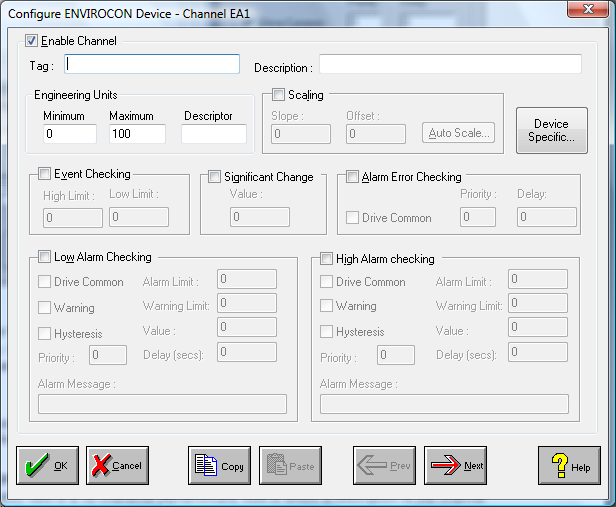 Configure ENVIROCON Device - Channel EA1
Enable Channel
Tag :
Description :
Engineering Units
Minimum Maximum Descriptor
0 100
Scaling
Slope : Offset :
0 0 Auto Scale...
Device Specific...
Event Checking
High Limit : Low Limit :
0 0
Significant Change
Value :
0
Alarm Error Checking
Priority : Delay:
Drive Common 0 0
Low Alarm Checking
Drive Common Alarm Limit : 0
Warning Warning Limit: 0
Hysteresis Value : 0
Priority : 0 Delay (secs): 0
Alarm Message :
High Alarm checking
Drive Common Alarm Limit : 0
Warning Warning Limit: 0
Hysteresis Value : 0
Priority : 0 Delay (secs): 0
Alarm Message :
OK Cancel Copy Paste Prev Next Help